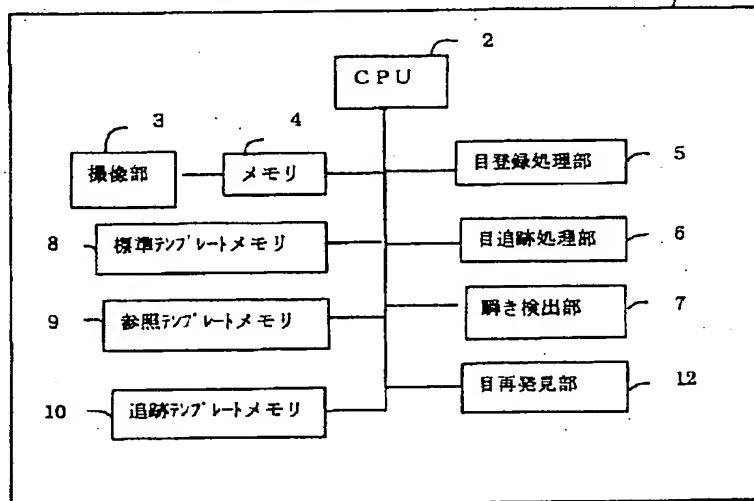 2
CPU
3
4
撮像部
メモリ
目登録処理部
5
8
標準テンプレートメモリ
目追跡処理部
6
9
参照テンプレートメモリ
瞬き検出部
7
10
追跡テンプレートメモリ
目再発見部
12